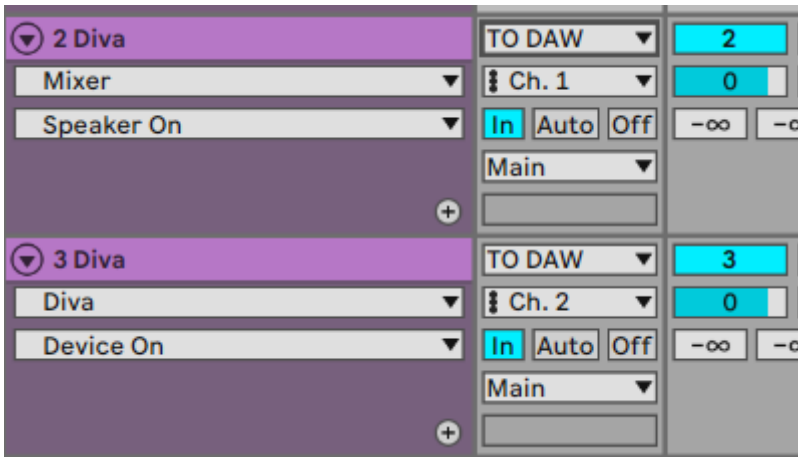 2 Diva TO DAW 2
Mixer Ch. 1 0
Speaker On In Auto Off -∞
Main
3 Diva TO DAW 3
Diva Ch. 2 0
Device On In Auto Off -∞
Main